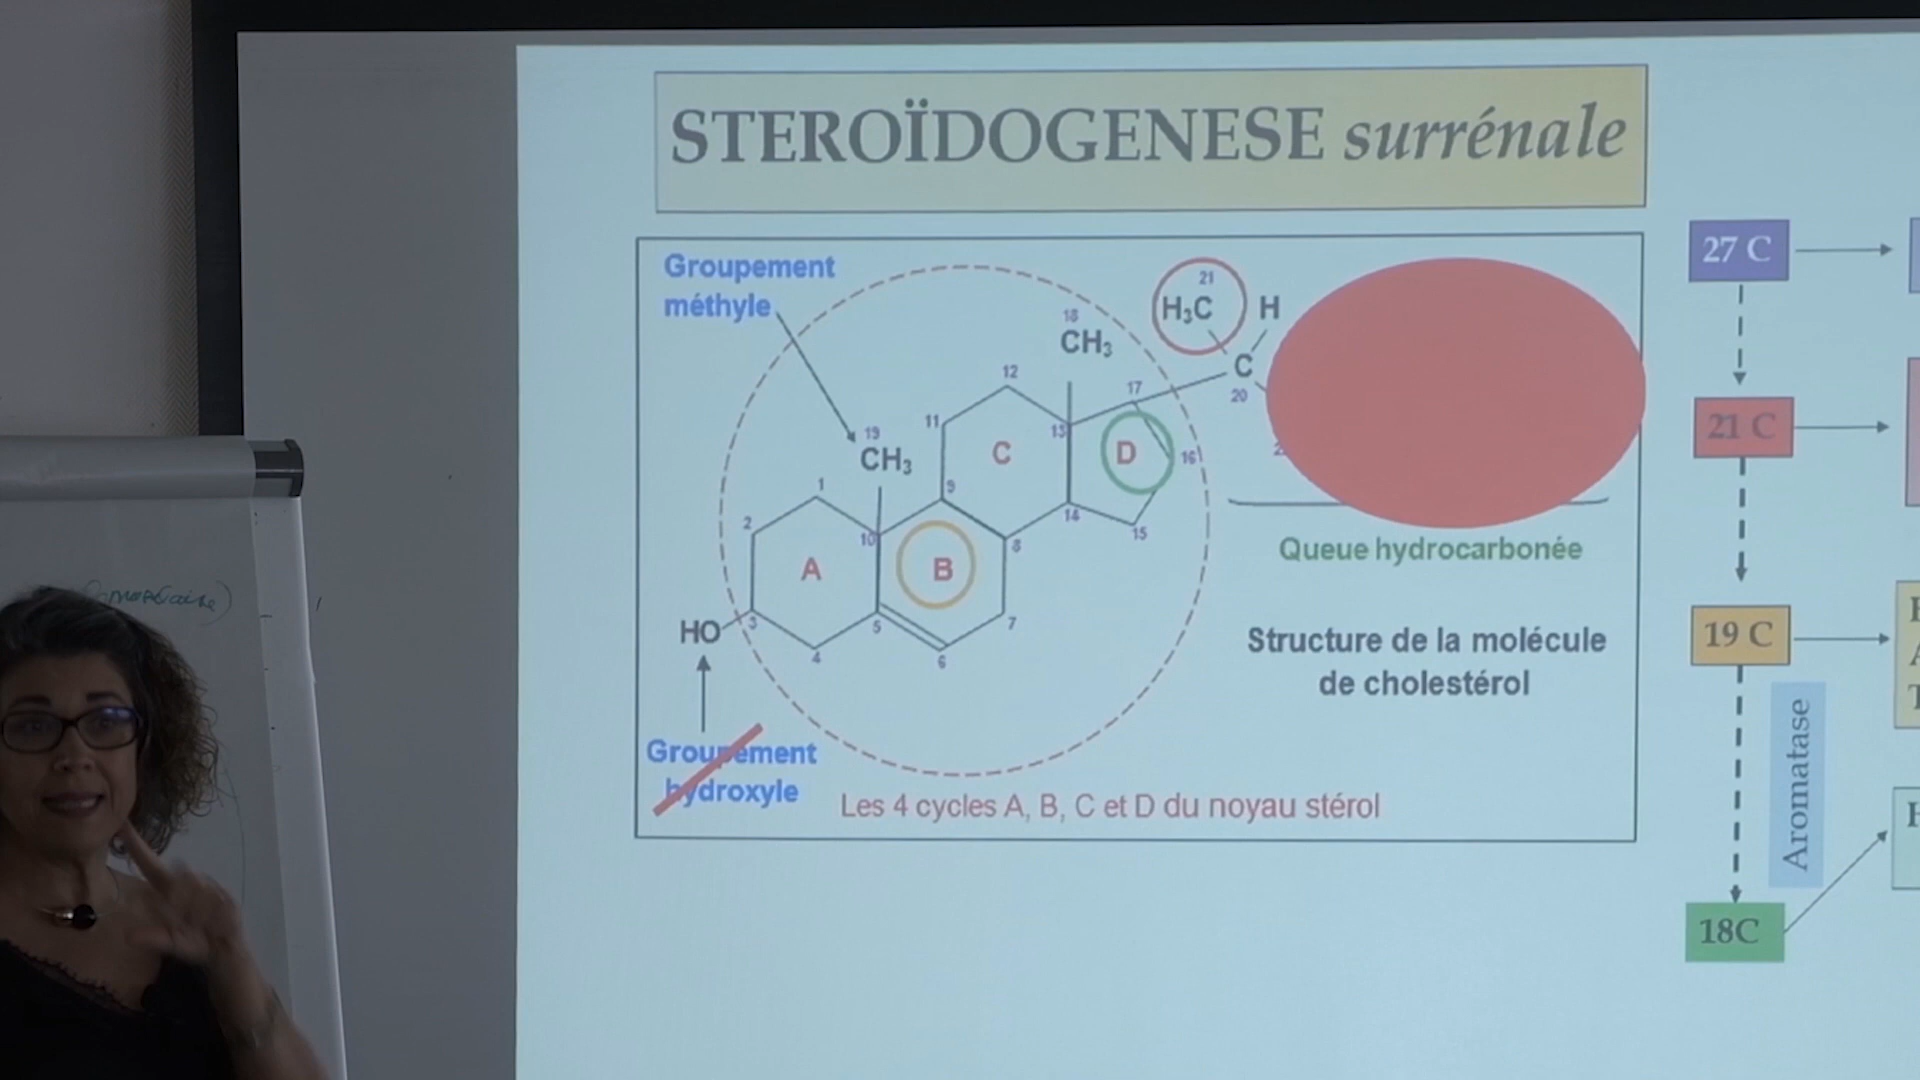 STEROÏDOGENESE surrénale
Groupement
méthyle
21
H₃C H
18
CH₃
C
20
12
17
11
13
19
CH₃
C
D
16
1
9
2
10
14
15
8
A
B
HO
3
5
7
4
6
Queue hydrocarbonée
Structure de la molécule
de cholestérol
Groupement
hydroxyle
Les 4 cycles A, B, C et D du noyau stérol
27 C
21 C
19 C
Aromatase
18C